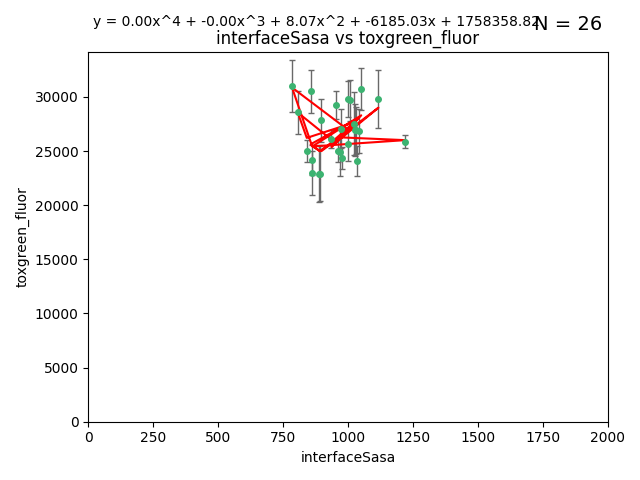 y = 0.00x^4 + -0.00x^3 + 8.07x^2 + -6185.03x + 1758358.82
N = 26
interfaceSasa vs toxgreen_fluor
30000
25000
20000
15000
10000
5000
0
toxgreen_fluor
0 250 500 750 1000 1250 1500 1750 2000
interfaceSasa